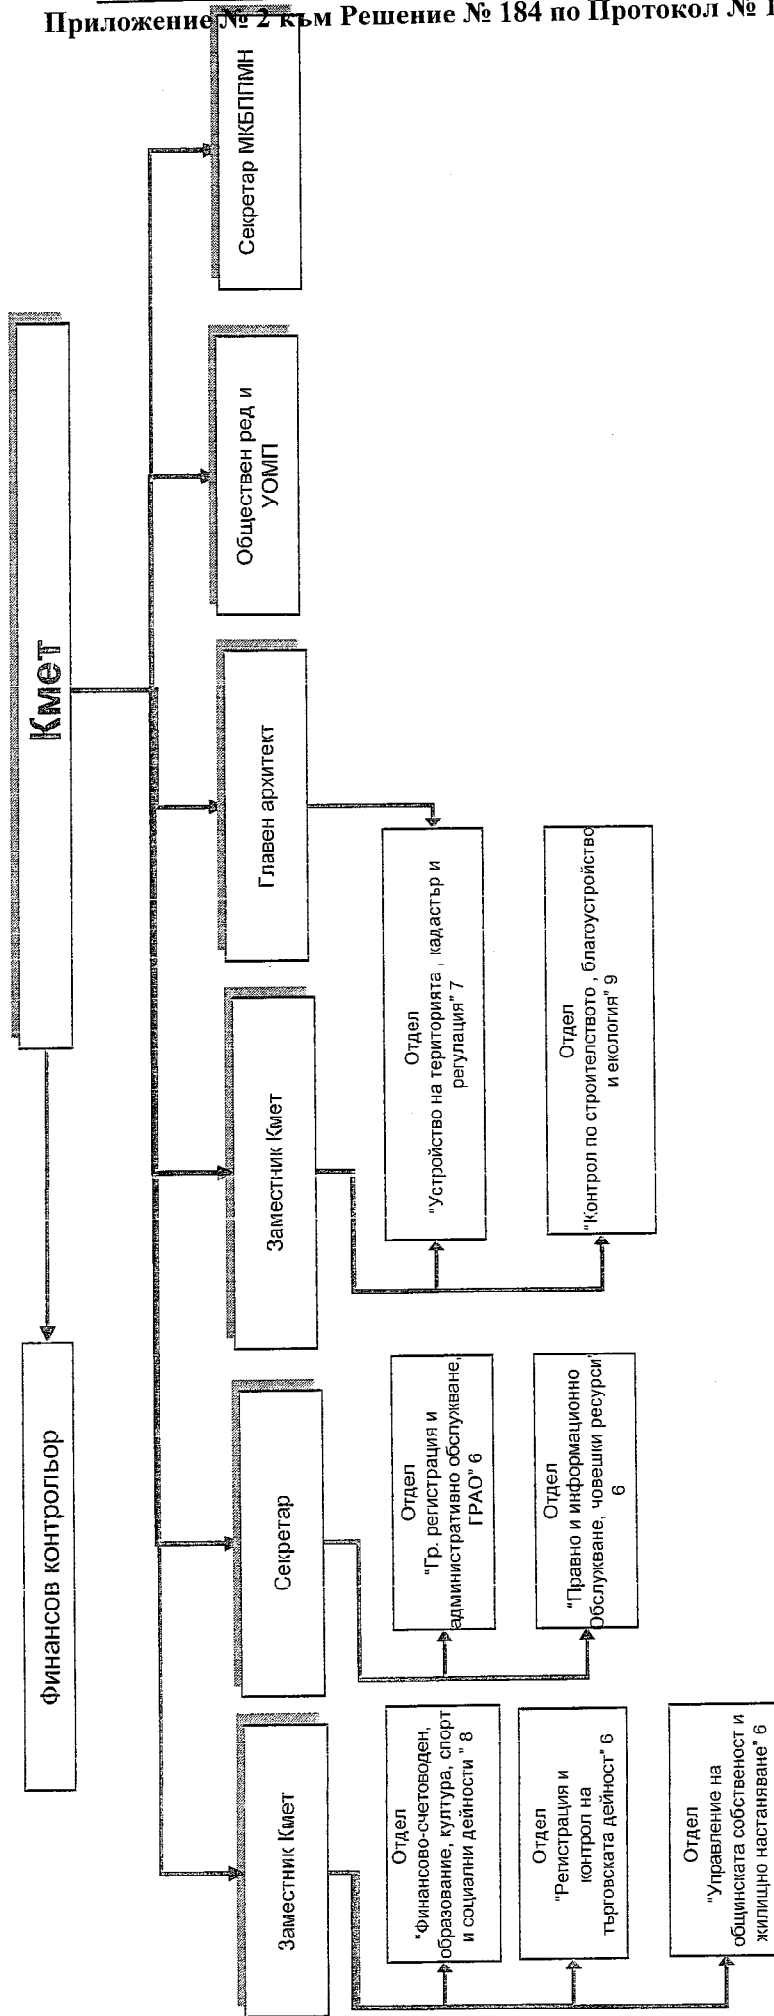 Приложение № 2 към Решение № 184 по Протокол № 1
Кмет
Финансов контрольор
Заместник Кмет
Секретар
Заместник Кмет
Главен архитект
Обществен ред и
УОМП
Секретар МКБППМН
Отдел
"Финансово-счетоводен,
образование, култура, спорт
и социални дейности " 8
Отдел
"Регистрация и
контрол на
търговската дейност" 6
Отдел
"Управление на
общинската собственост и
жилищно настаняване" 6
Отдел
"Гр. регистрация и
административно обслужване,
ГРАО" 6
Отдел
"Правно и информационно
Обслужване, човешки ресурси"
6
Отдел
"Устройство на територията , кадастър и
регулация" 7
Отдел
"Контрол по строителството , благоустройство
и екология" 9